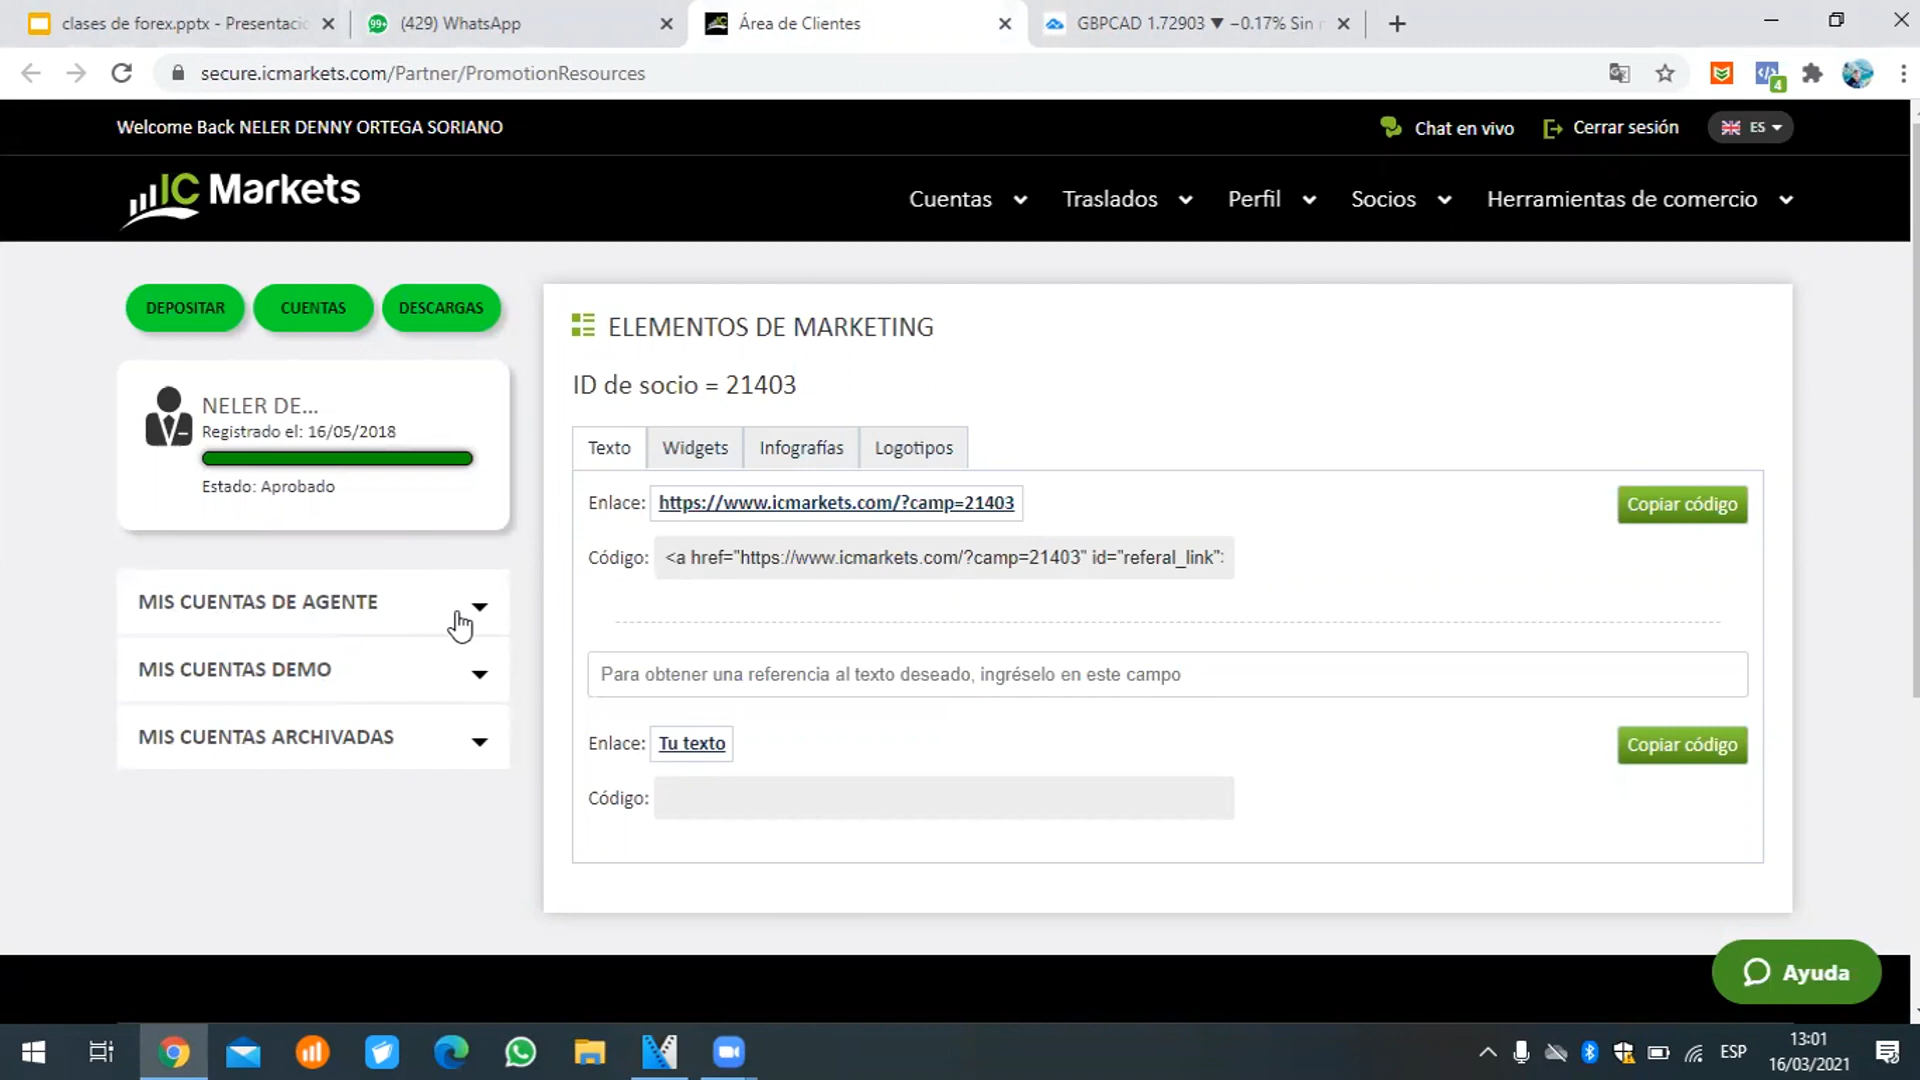 clases de forex.pptx - Presentacio
(429) WhatsApp
Área de Clientes
GBPCAD 1.72903 ▼ −0.17% Sin
secure.icmarkets.com/Partner/PromotionResources
4
Welcome Back NELER DENNY ORTEGA SORIANO
Chat en vivo
Cerrar sesión
ES
IC Markets
Cuentas
Traslados
Perfil
Socios
Herramientas de comercio
DEPOSITAR
CUENTAS
DESCARGAS
NELER DE...
Registrado el: 16/05/2018
Estado: Aprobado
MIS CUENTAS DE AGENTE
MIS CUENTAS DEMO
MIS CUENTAS ARCHIVADAS
ELEMENTOS DE MARKETING
ID de socio = 21403
Texto
Widgets
Infografías
Logotipos
Enlace: https://www.icmarkets.com/?camp=21403
Copiar código
Código: <a href="https://www.icmarkets.com/?camp=21403" id="referal_link":
Para obtener una referencia al texto deseado, ingréselo en este campo
Enlace: Tu texto
Copiar código
Código:
Ayuda
ESP
13:01
16/03/2021